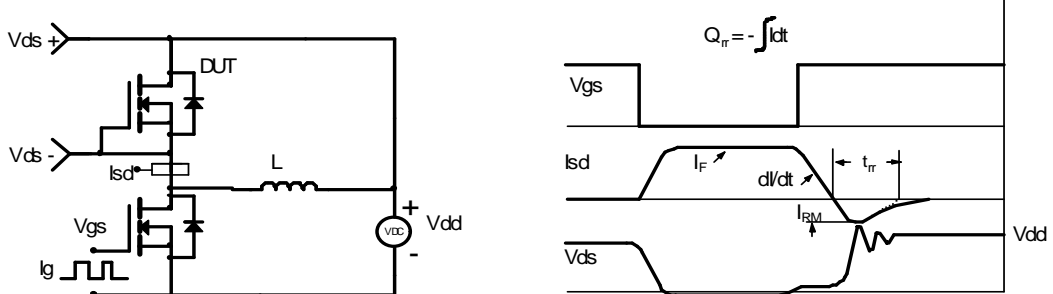 Vds +
DUT
Vds -
Isd
L
Vgs
Ig
VDC
+
-
Vdd
Qrr = - ∫Idt
Vgs
Isd
IF
dI/dt
trr
IRM
Vds
Vdd